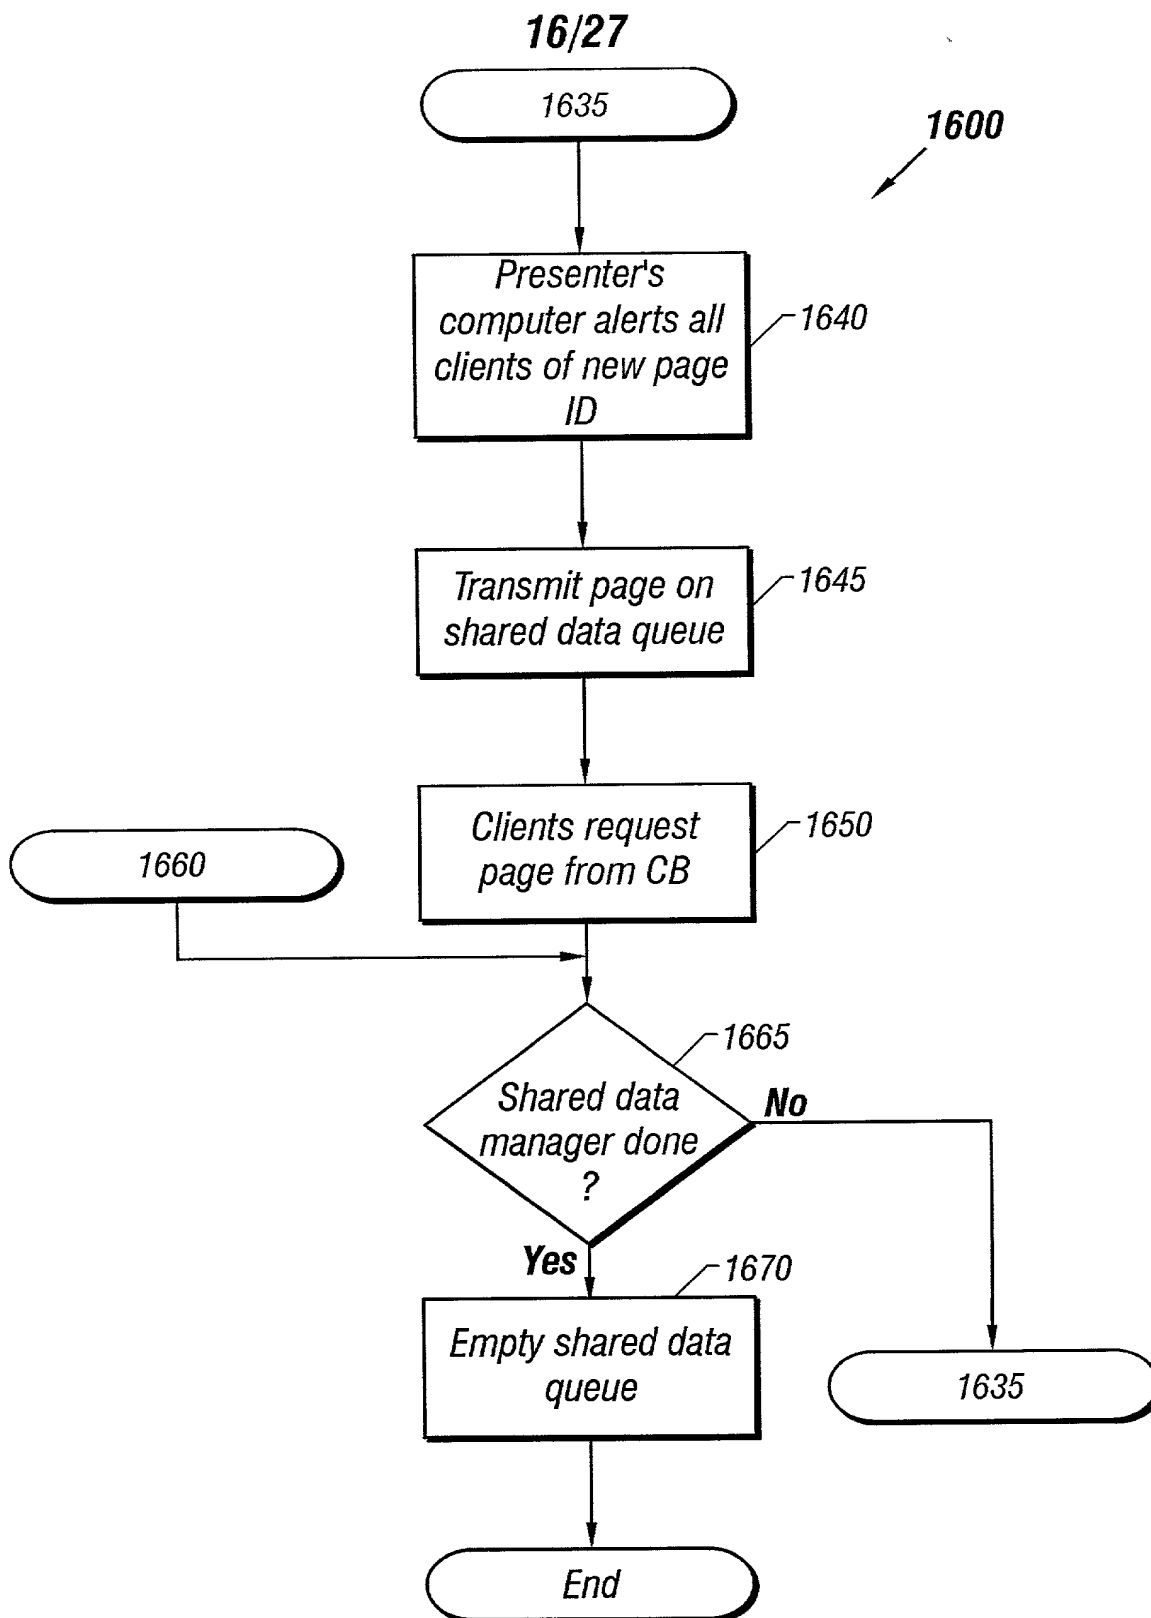 16/27
1635
1600
Presenter's
computer alerts all
clients of new page
ID
1640
Transmit page on
shared data queue
1645
Clients request
page from CB
1650
1660
1665
Shared data
manager done
?
No
Yes
1670
Empty shared data
queue
1635
End